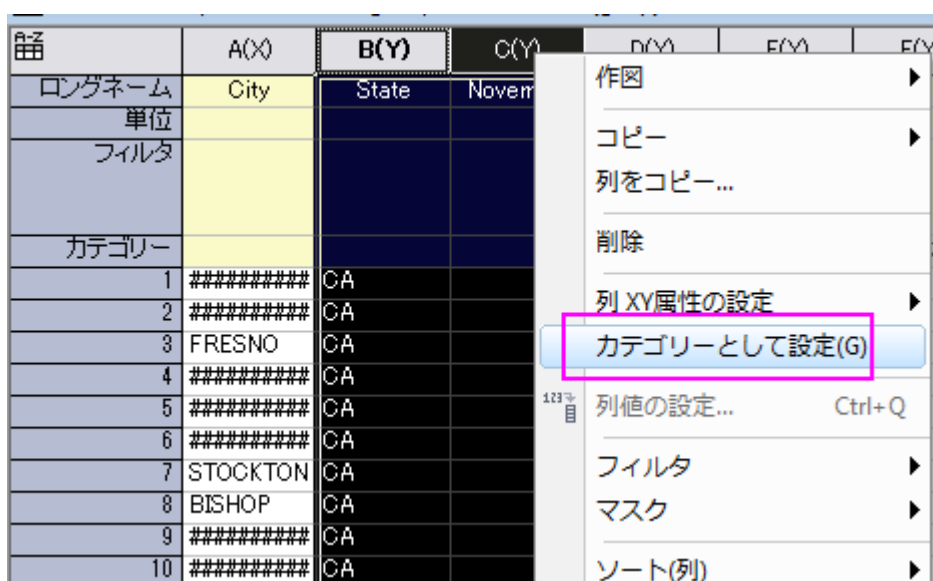 A-Z A(X) B(Y) C(Y) D(Y) E(Y) F(Y
ロングネーム City State Novem
単位
フィルタ
カテゴリー
1 ########## CA
2 ########## CA
3 FRESNO CA
4 ########## CA
5 ########## CA
6 ########## CA
7 STOCKTON CA
8 BISHOP CA
9 ########## CA
10 ########## CA
作図
コピー
列をコピー...
削除
列 XY属性の設定
カテゴリーとして設定(G)
123 列値の設定... Ctrl+Q
フィルタ
マスク
ソート(列)